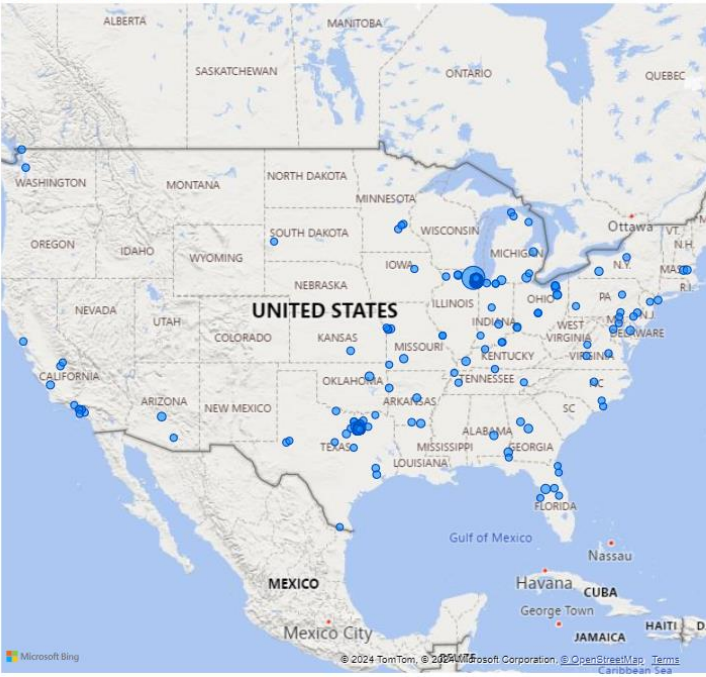 ALBERTA
MANITOBA
SASKATCHEWAN
ONTARIO
QUEBEC
WASHINGTON
MONTANA
NORTH DAKOTA
MINNESOTA
Ottawa
VT.
N.H.
OREGON
IDAHO
WYOMING
SOUTH DAKOTA
WISCONSIN
MICHIGAN
N.Y.
MASS
R.I.
IOWA
NEBRASKA
ILLINOIS
INDIANA
OHIO
PA
N.J.
NEVADA
UTAH
COLORADO
UNITED STATES
KANSAS
MISSOURI
WEST
VIRGINIA
DELAWARE
KENTUCKY
VIRGINIA
CALIFORNIA
ARIZONA
NEW MEXICO
OKLAHOMA
ARKANSAS
TENNESSEE
NC
SC
TEXAS
LOUISIANA
MISSISSIPPI
ALABAMA
GEORGIA
FLORIDA
Gulf of Mexico
Nassau
MEXICO
Havana
CUBA
George Town
Mexico City
JAMAICA
HAITI
D.
Microsoft Bing
© 2024 TomTom, © 2024 Microsoft Corporation, © OpenStreetMap Terms
Caribbean Sea